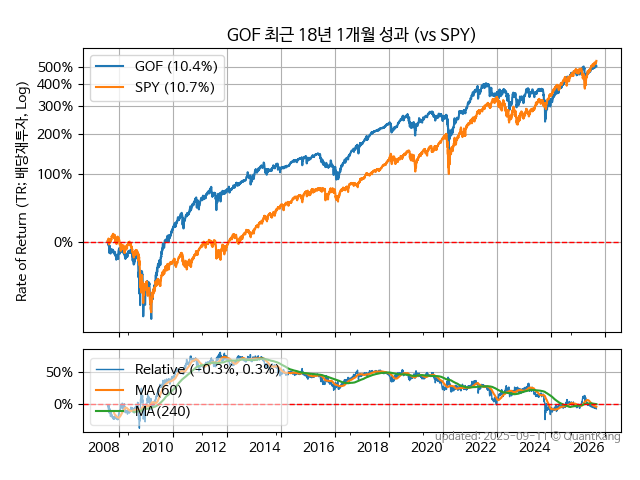 GOF 최근 18년 1개월 성과 (vs SPY)
GOF (10.4%)
SPY (10.7%)
500%
400%
300%
200%
100%
0%
Rate of Return (TR: 배당재투자, Log)
Relative (−0.3%, 0.3%)
MA(60)
MA(240)
50%
0%
updated: 2025-09-11 © QuantKang
2008 2010 2012 2014 2016 2018 2020 2022 2024 2026